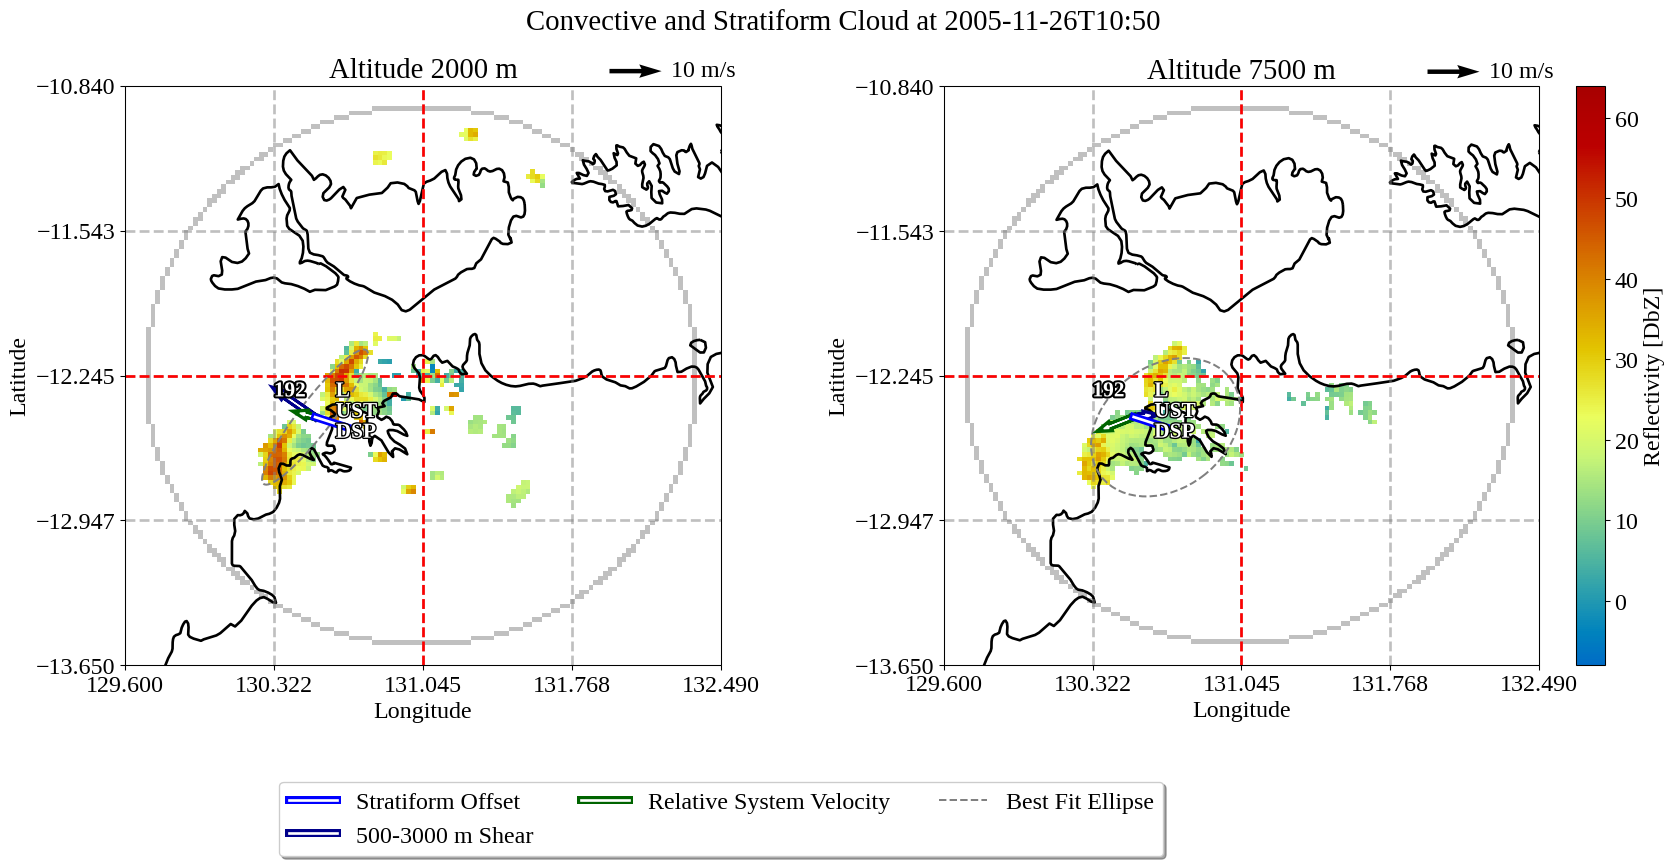 Convective and Stratiform Cloud at 2005-11-26T10:50
Altitude 2000 m
10 m/s
−10.840
−11.543
−12.245
−12.947
−13.650
129.600 130.322 131.045 131.768 132.490
Longitude
Latitude
192
L
UST
DSP
Altitude 7500 m
10 m/s
−10.840
−11.543
−12.245
−12.947
−13.650
129.600 130.322 131.045 131.768 132.490
Longitude
Latitude
192
L
UST
DSP
60
50
40
30
20
10
0
Reflectivity [DbZ]
Stratiform Offset
500-3000 m Shear
Relative System Velocity
Best Fit Ellipse